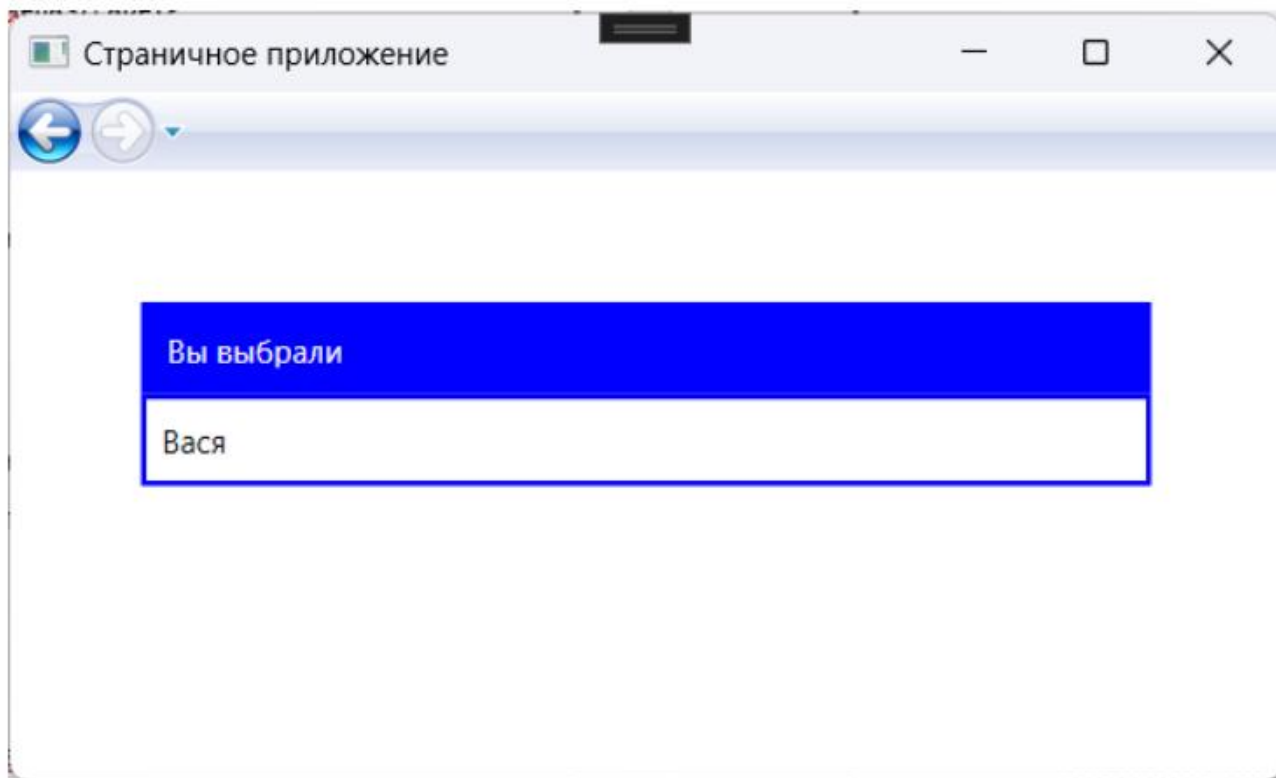 Страничное приложение
Вы выбрали
Вася